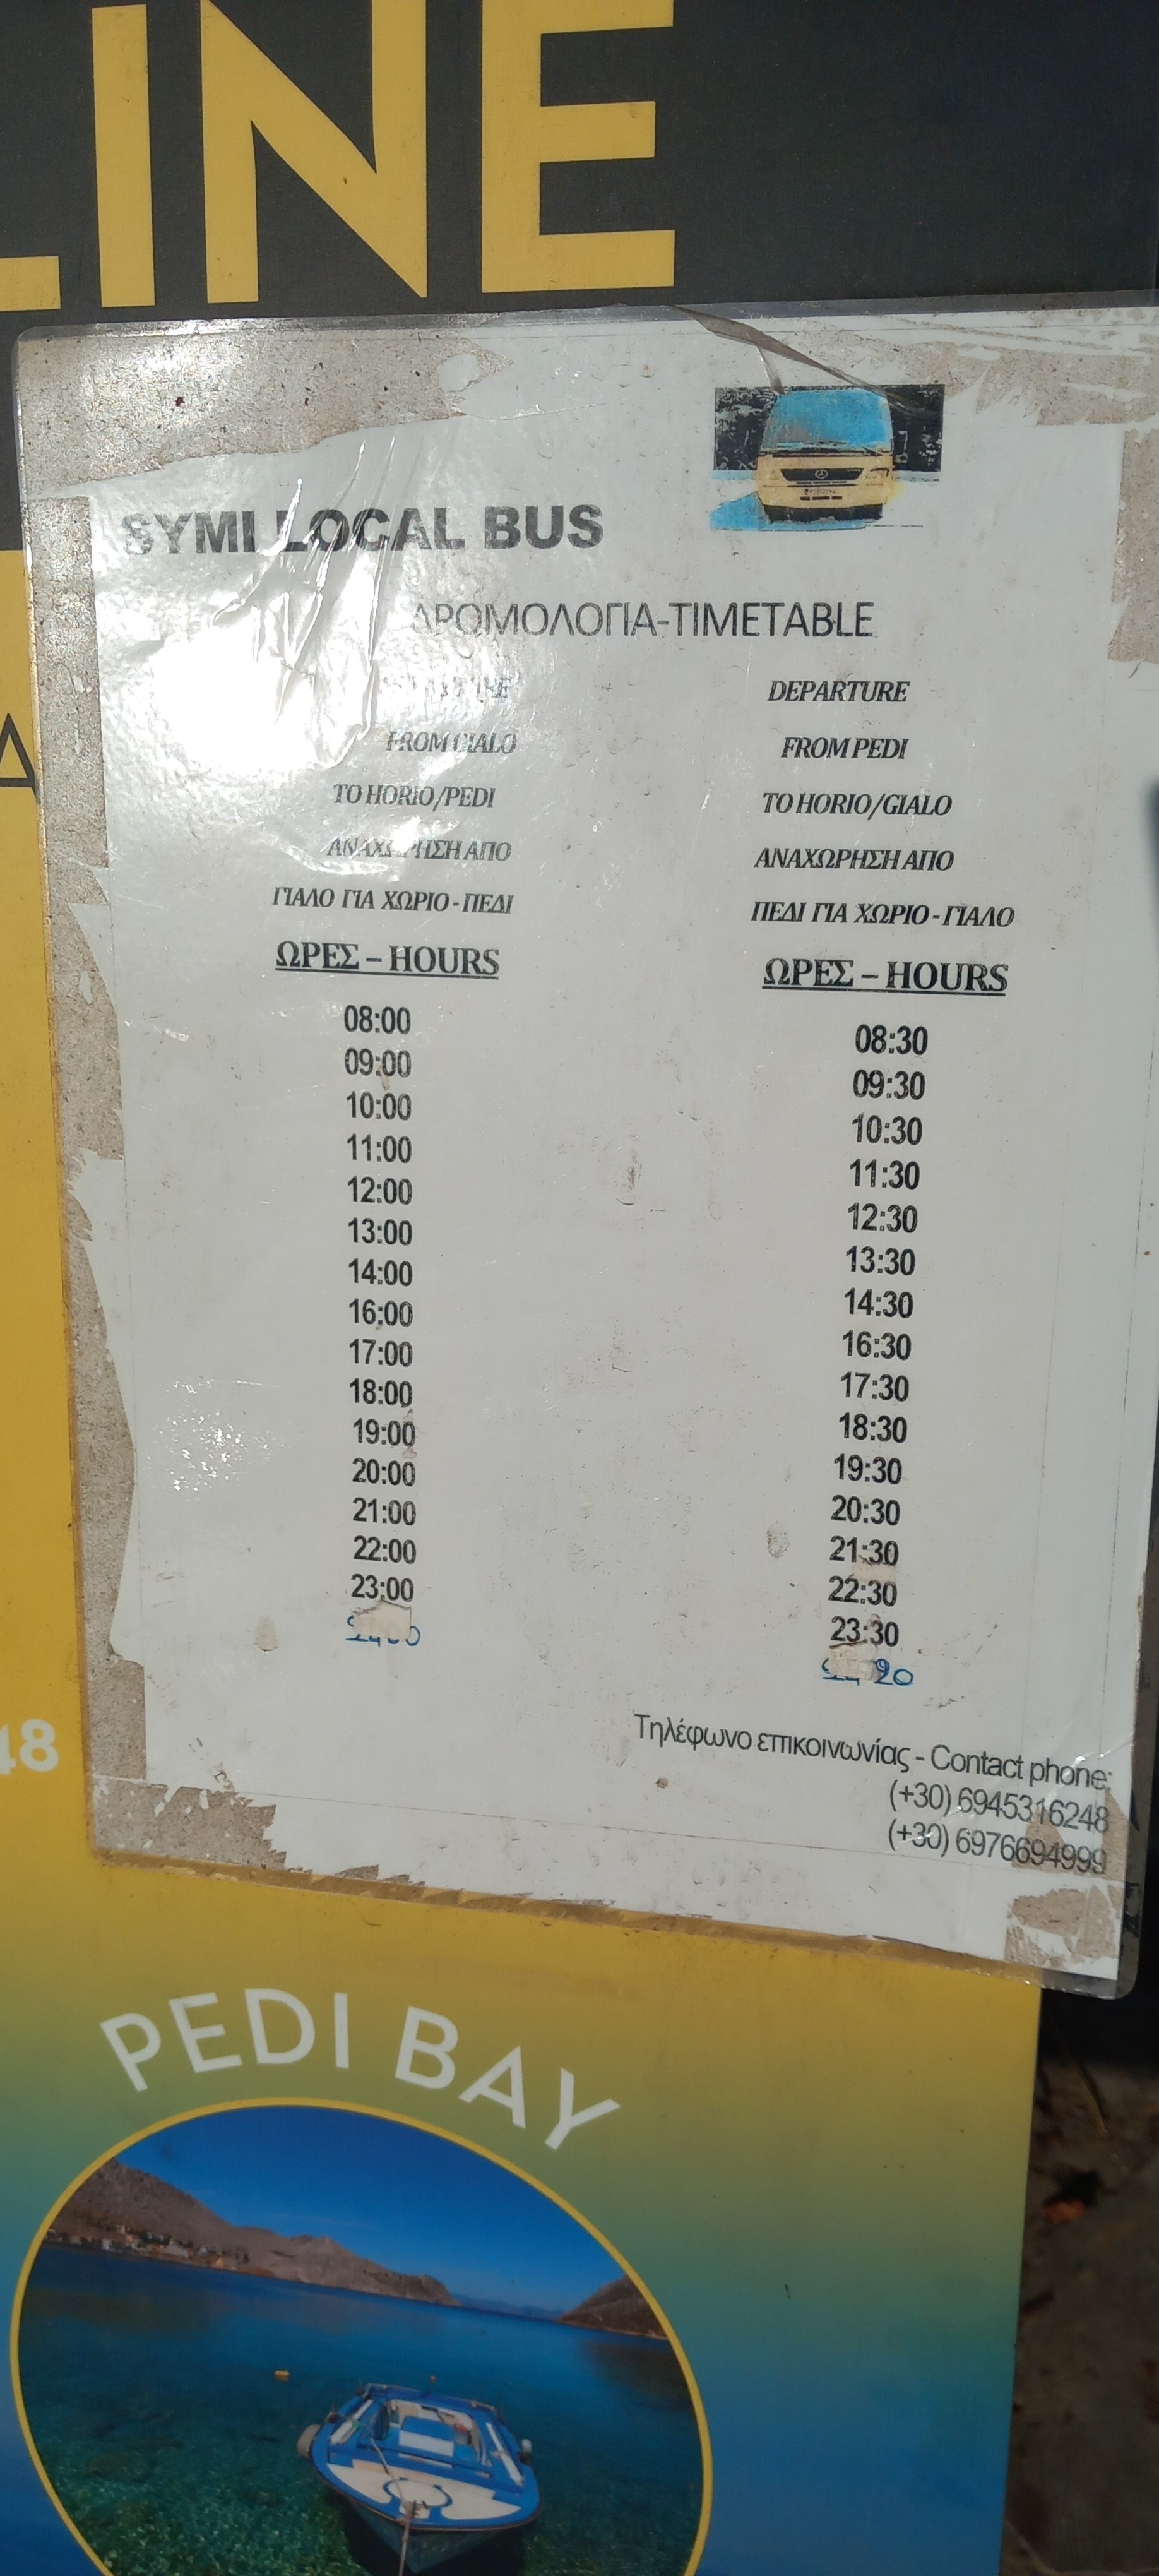 LINE
SYMI LOCAL BUS
ΔΡΟΜΟΛΟΓΙΑ-TIMETABLE
DEPARTURE
FROM GIALO
TO HORIO/PEDI
ΑΝΑΧΩΡΗΣΗ ΑΠΟ
ΓΙΑΛΟ ΓΙΑ ΧΩΡΙΟ - ΠΕΔΙ
ΩΡΕΣ – HOURS
08:00
09:00
10:00
11:00
12:00
13:00
14:00
16:00
17:00
18:00
19:00
20:00
21:00
22:00
23:00
DEPARTURE
FROM PEDI
TO HORIO/GIALO
ΑΝΑΧΩΡΗΣΗ ΑΠΟ
ΠΕΔΙ ΓΙΑ ΧΩΡΙΟ - ΓΙΑΛΟ
ΩΡΕΣ – HOURS
08:30
09:30
10:30
11:30
12:30
13:30
14:30
16:30
17:30
18:30
19:30
20:30
21:30
22:30
23:30
Τηλέφωνο επικοινωνίας - Contact phone:
(+30) 6945316248
(+30) 6976694999
48
PEDI BAY